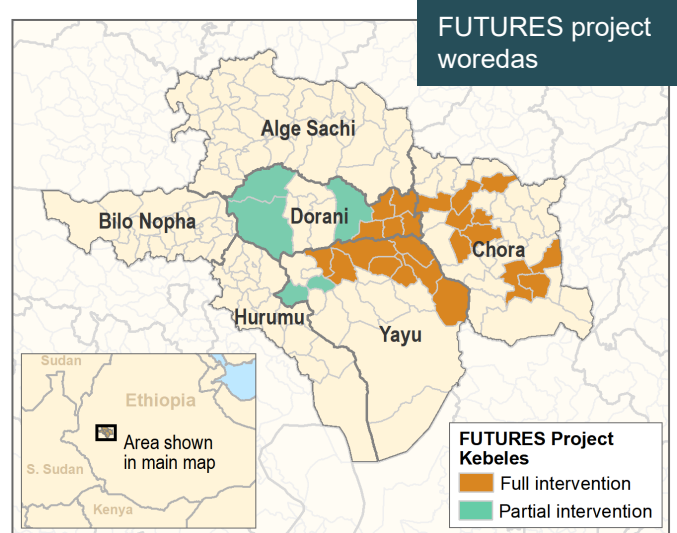 FUTURES project
woredas
Alge Sachi
Bilo Nopha
Dorani
Chora
Hurumu
Yayu
Sudan
Ethiopia
Area shown
in main map
S. Sudan
Kenya
FUTURES Project
Kebeles
Full intervention
Partial intervention